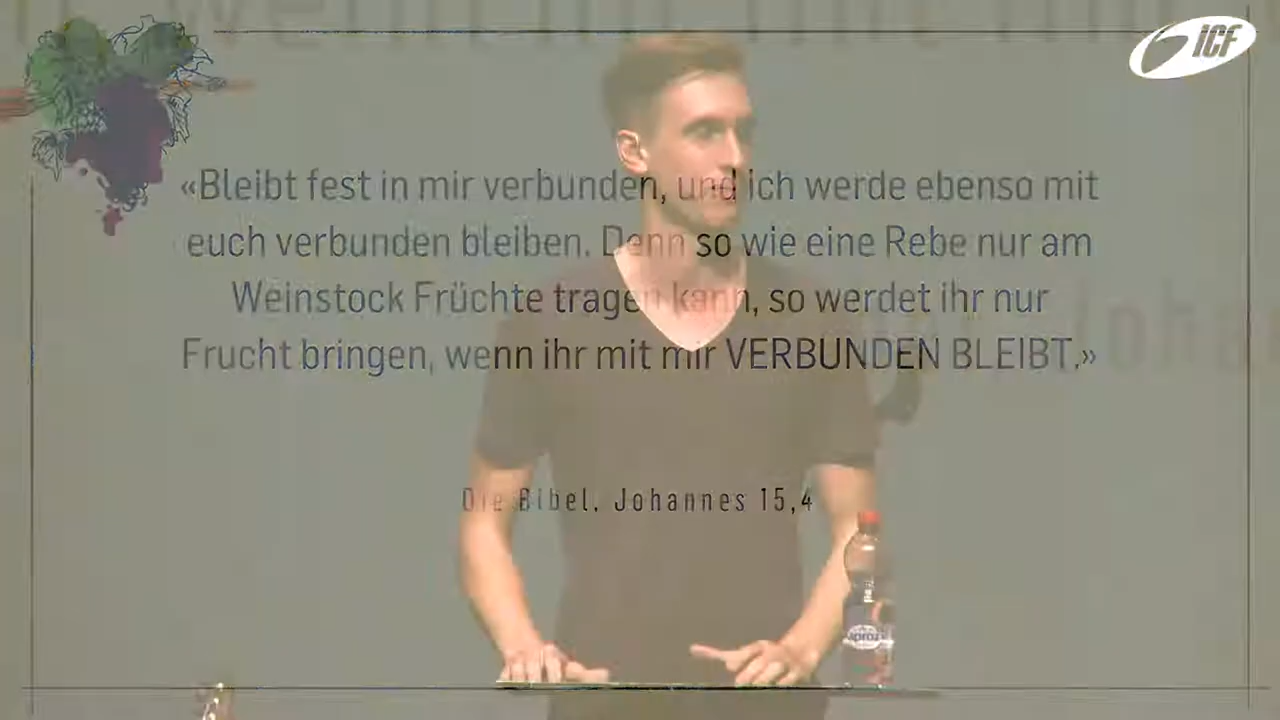 ICF
«Bleibt fest in mir verbunden, und ich werde ebenso mit
euch verbunden bleiben. Denn so wie eine Rebe nur am
Weinstock Früchte tragen kann, so werdet ihr nur
Frucht bringen, wenn ihr mit mir VERBUNDEN BLEIBT.»
Die Bibel, Johannes 15,4
aproz